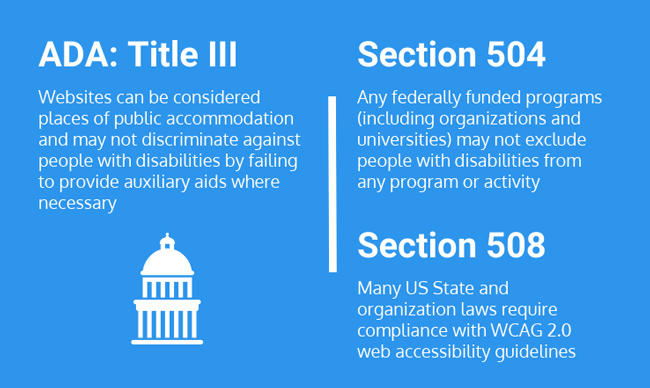 ADA: Title III
Websites can be considered
places of public accommodation
and may not discriminate against
people with disabilities by failing
to provide auxiliary aids where
necessary
Section 504
Any federally funded programs
(including organizations and
universities) may not exclude
people with disabilities from
any program or activity
Section 508
Many US State and
organization laws require
compliance with WCAG 2.0
web accessibility guidelines